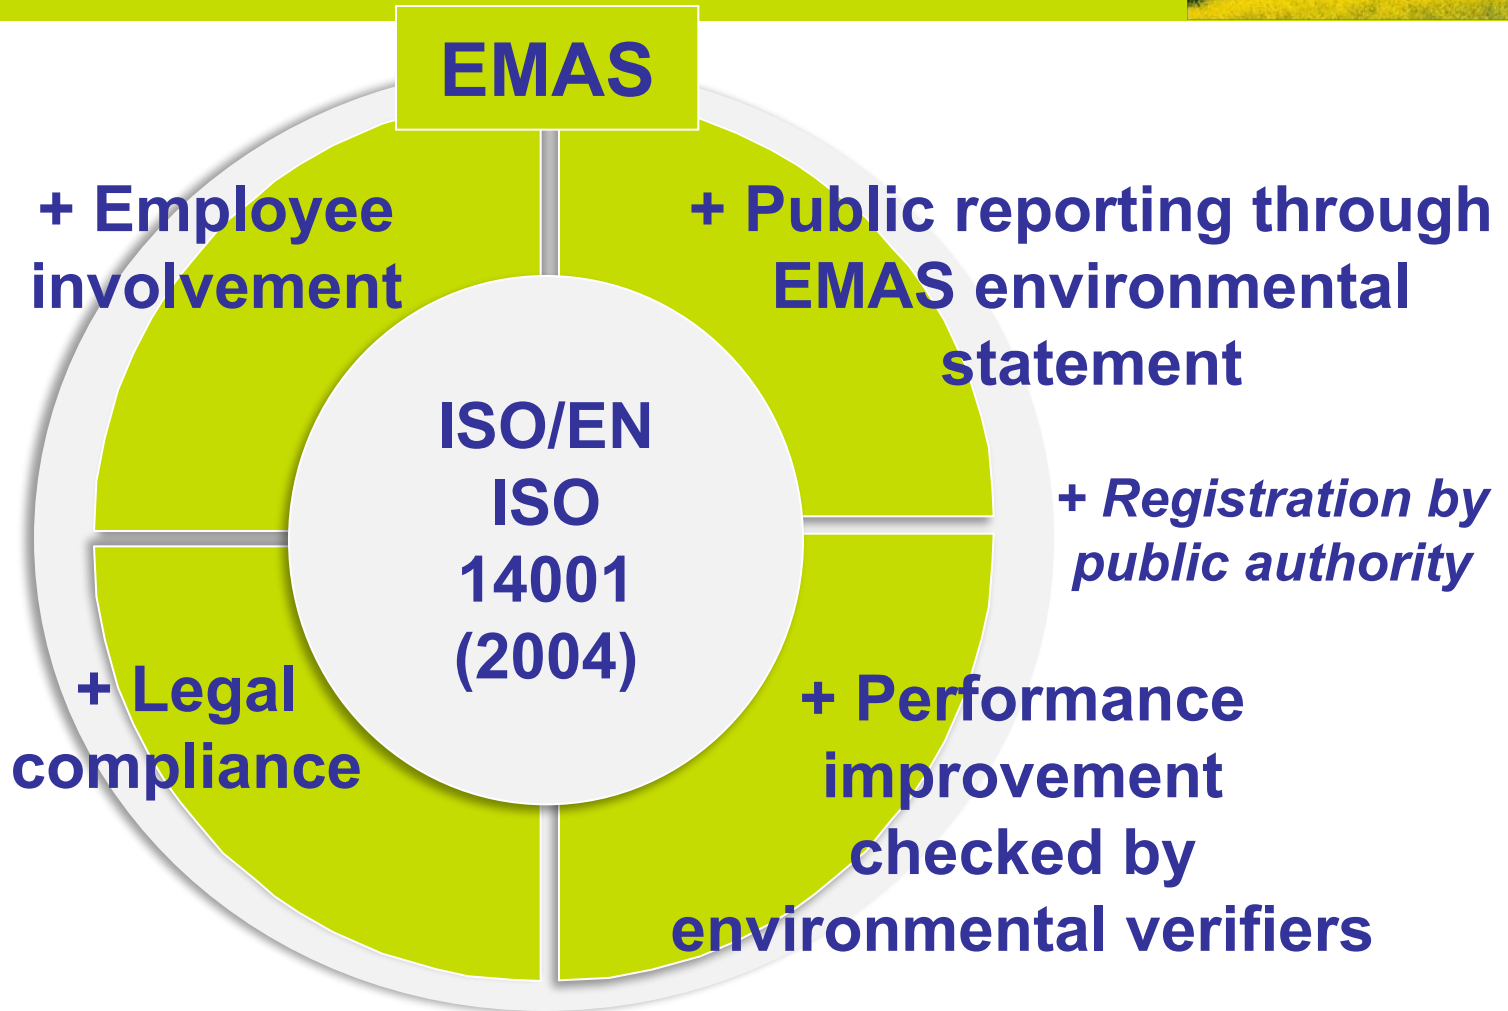 EMAS
+ Employee
involvement
+ Public reporting through
EMAS environmental
statement
ISO/EN
ISO
14001
(2004)
+ Registration by
public authority
+ Legal
compliance
+ Performance
improvement
checked by
environmental verifiers